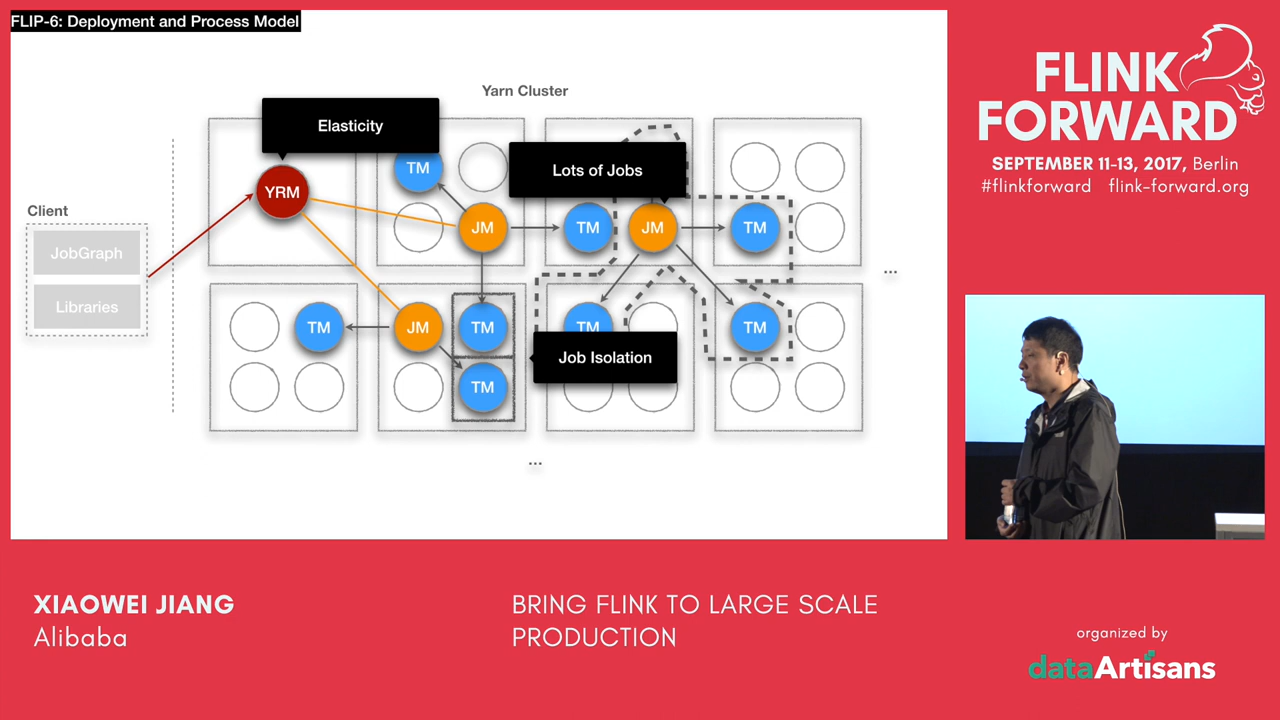 FLIP-6: Deployment and Process Model
Yarn Cluster
Elasticity
TM
Lots of Jobs
YRM
Client
JobGraph
Libraries
JM
TM
JM
TM
TM
JM
TM
TM
TM
TM
Job Isolation
...
...
FLINK
FORWARD
SEPTEMBER 11-13, 2017, Berlin
#flinkforward flink-forward.org
XIAOWEI JIANG
Alibaba
BRING FLINK TO LARGE SCALE
PRODUCTION
organized by
dataArtisans